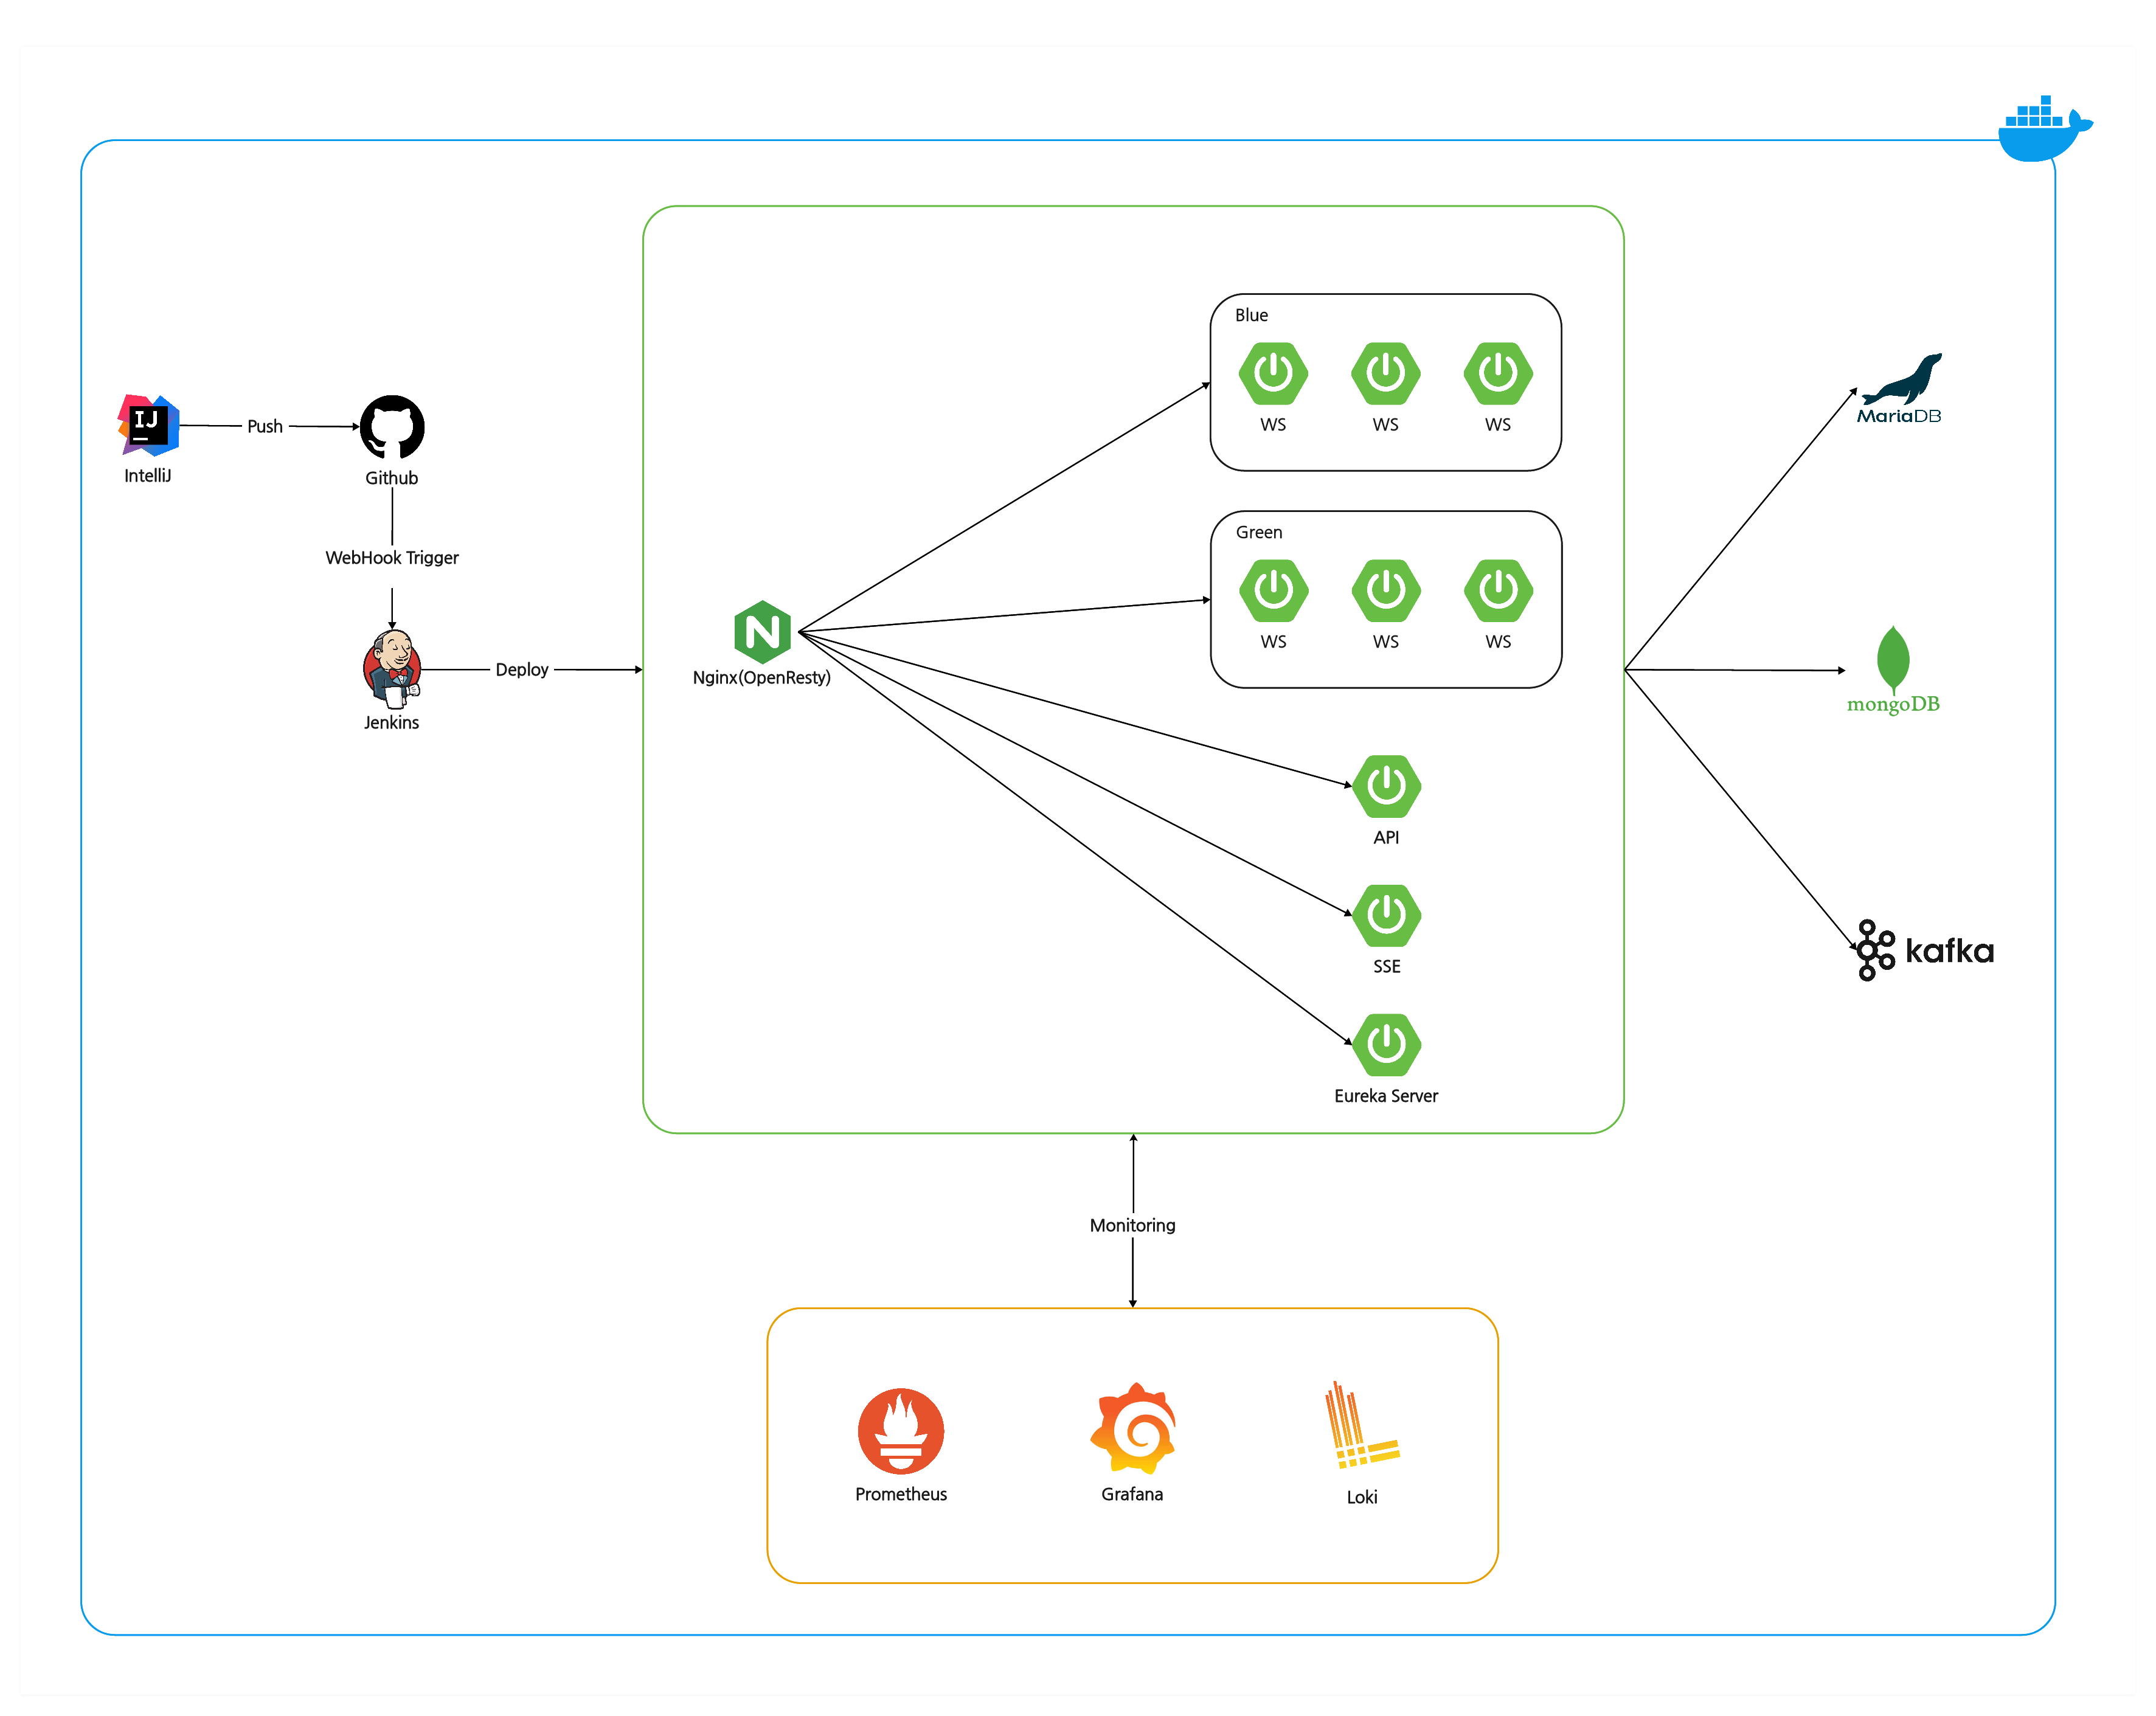 Blue
WS
WS
WS
MariaDB
IJ
Push
IntelliJ
Github
Green
WebHook Trigger
WS
WS
WS
Nginx(OpenResty)
Deploy
mongoDB
Jenkins
API
kafka
SSE
Eureka Server
Monitoring
Prometheus
Grafana
Loki